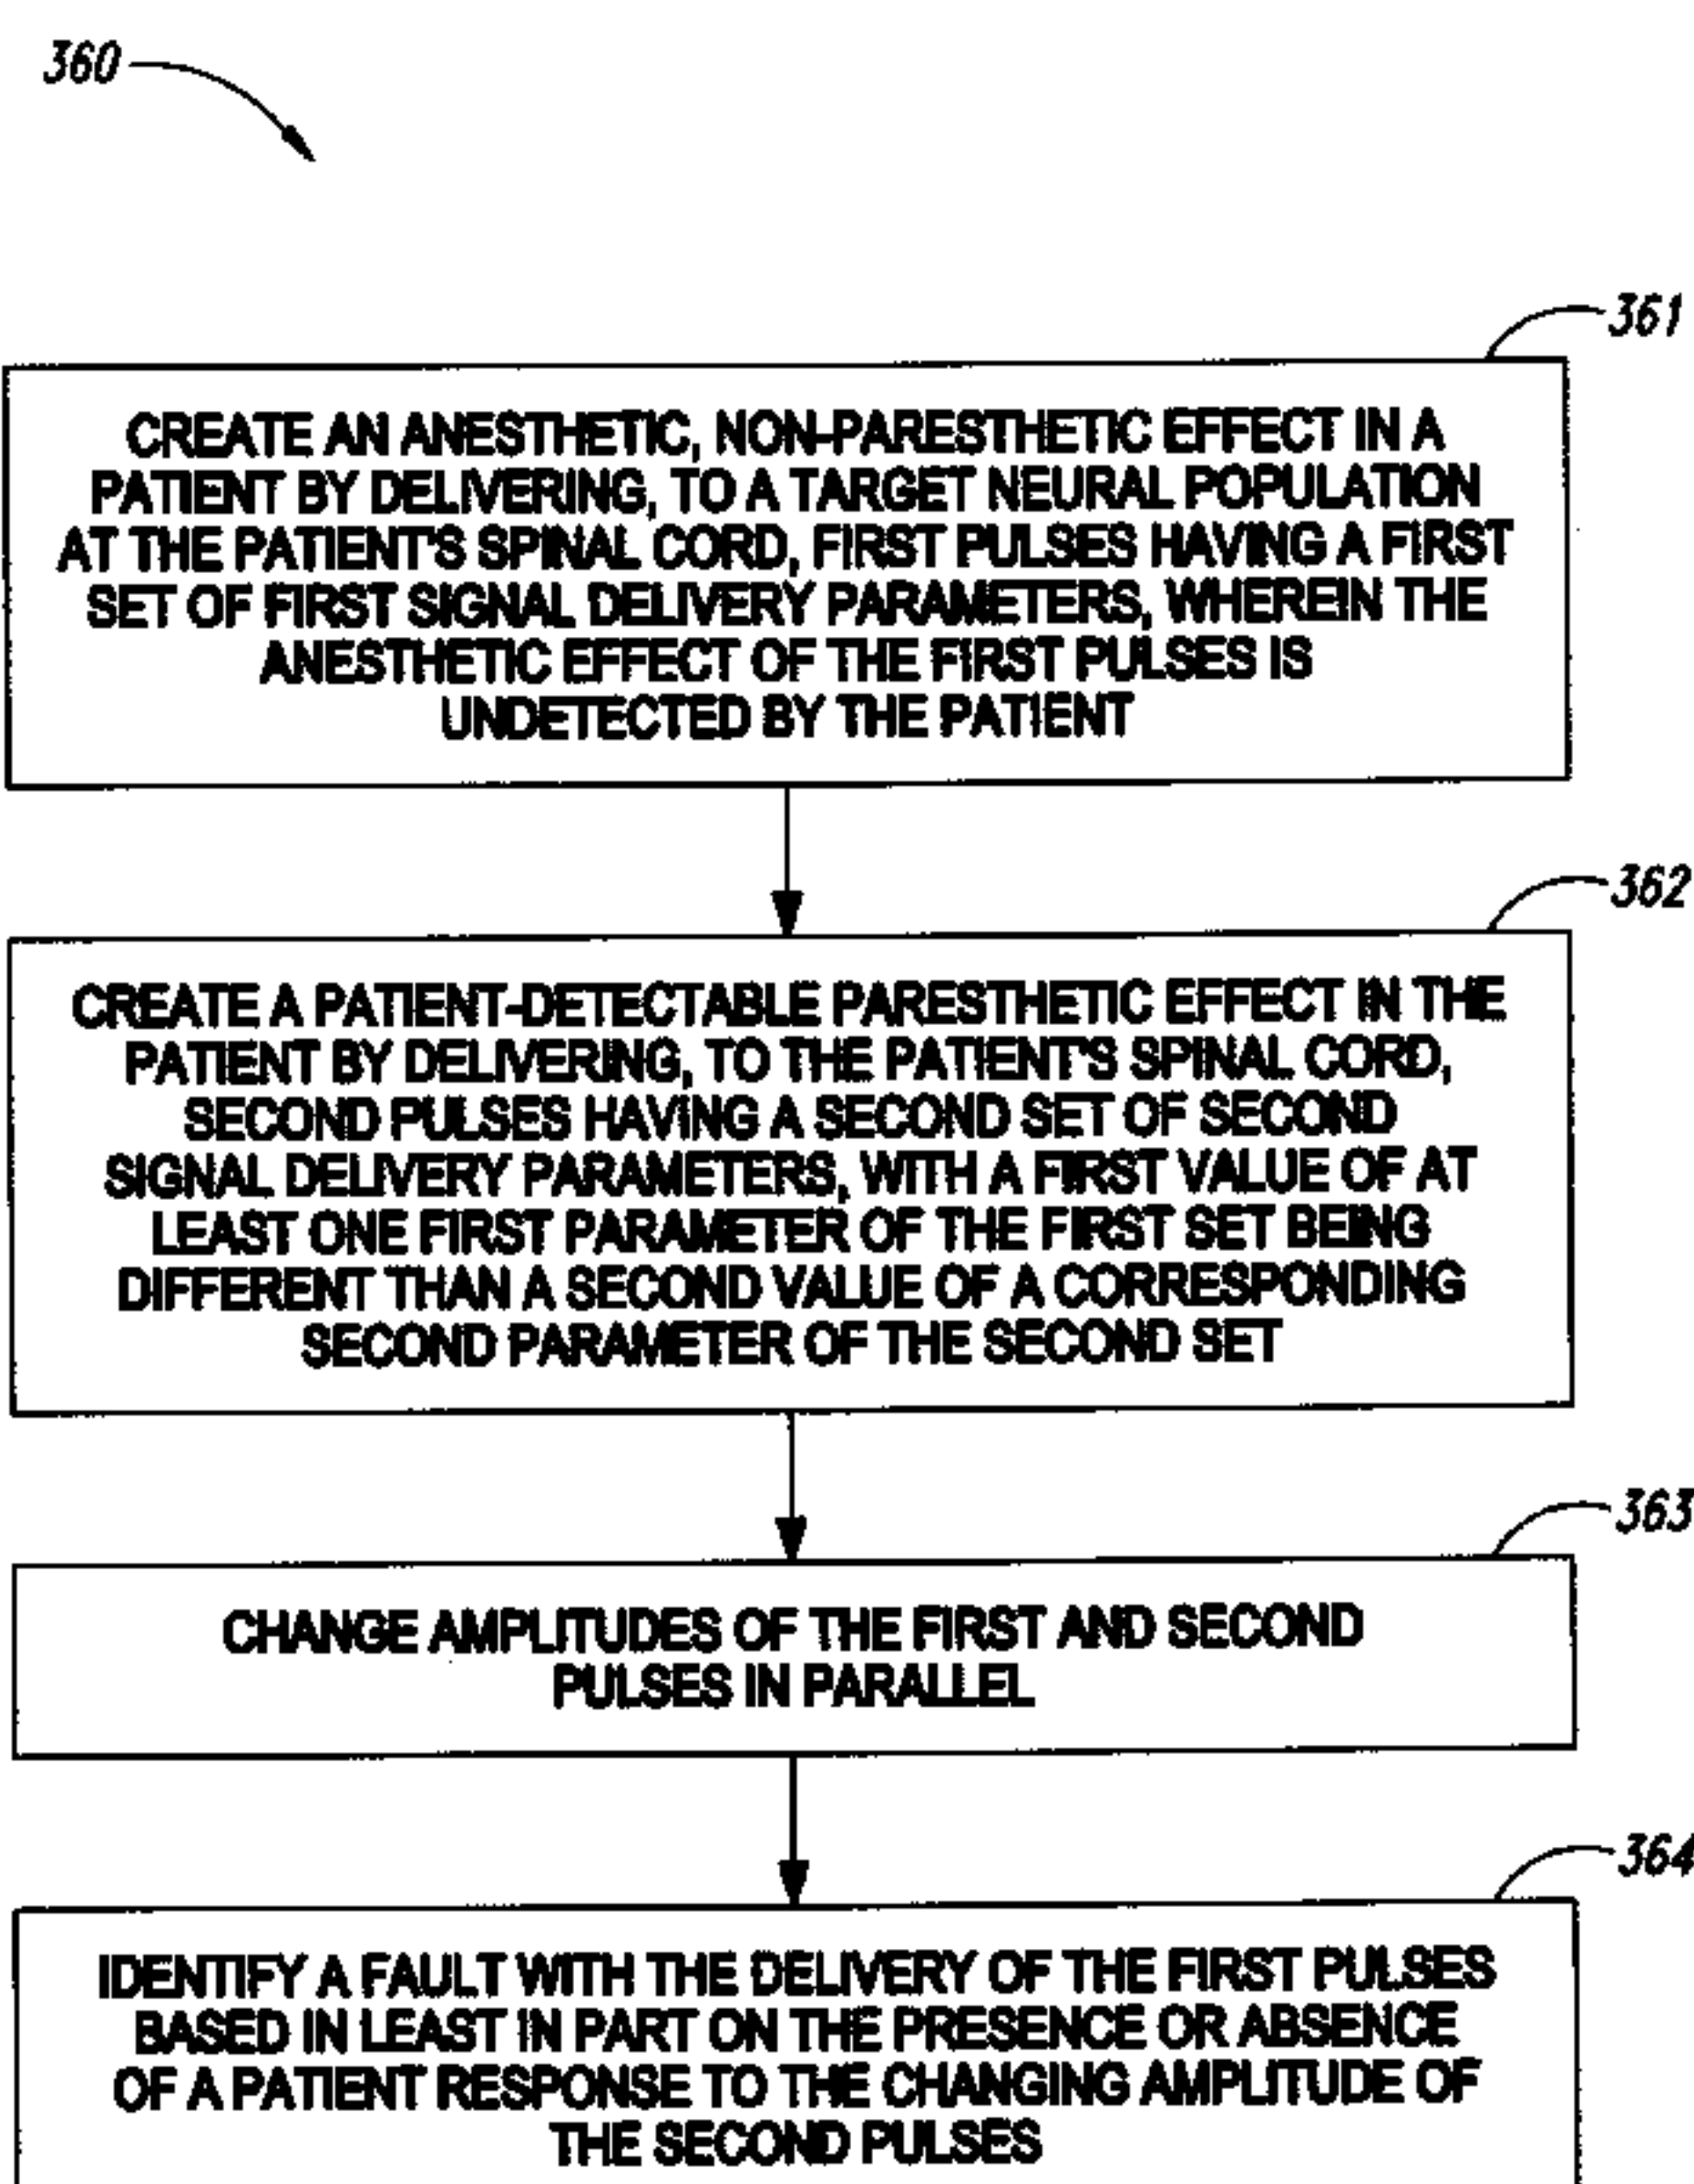 360
361
CREATE AN ANESTHETIC, NON-PARESTHETIC EFFECT IN A
PATIENT BY DELIVERING, TO A TARGET NEURAL POPULATION
AT THE PATIENT'S SPINAL CORD, FIRST PULSES HAVING A FIRST
SET OF FIRST SIGNAL DELIVERY PARAMETERS, WHEREIN THE
ANESTHETIC EFFECT OF THE FIRST PULSES IS
UNDETECTED BY THE PATIENT
362
CREATE A PATIENT-DETECTABLE PARESTHETIC EFFECT IN THE
PATIENT BY DELIVERING, TO THE PATIENT'S SPINAL CORD,
SECOND PULSES HAVING A SECOND SET OF SECOND
SIGNAL DELIVERY PARAMETERS, WITH A FIRST VALUE OF AT
LEAST ONE FIRST PARAMETER OF THE FIRST SET BEING
DIFFERENT THAN A SECOND VALUE OF A CORRESPONDING
SECOND PARAMETER OF THE SECOND SET
363
CHANGE AMPLITUDES OF THE FIRST AND SECOND
PULSES IN PARALLEL
364
IDENTIFY A FAULT WITH THE DELIVERY OF THE FIRST PULSES
BASED IN LEAST IN PART ON THE PRESENCE OR ABSENCE
OF A PATIENT RESPONSE TO THE CHANGING AMPLITUDE OF
THE SECOND PULSES